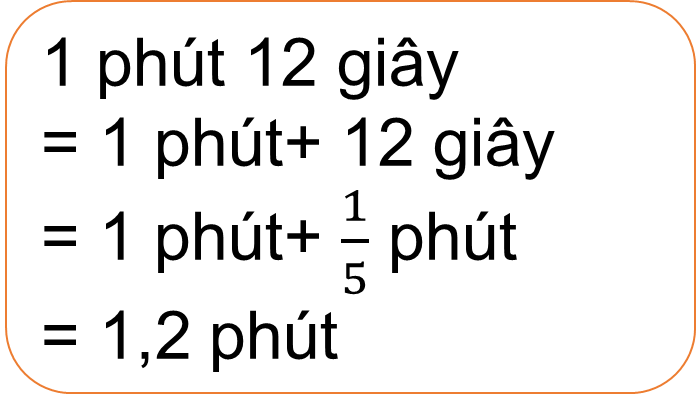 1 phút 12 giây
= 1 phút+ 12 giây
= 1 phút+ 1/5 phút
= 1,2 phút